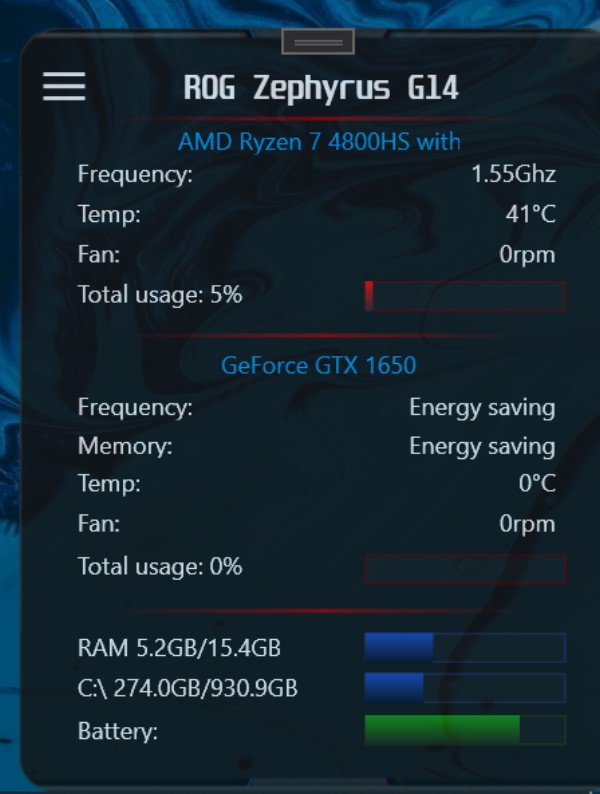 ROG Zephyrus G14
AMD Ryzen 7 4800HS with
Frequency: 1.55Ghz
Temp: 41°C
Fan: 0rpm
Total usage: 5%
GeForce GTX 1650
Frequency: Energy saving
Memory: Energy saving
Temp: 0°C
Fan: 0rpm
Total usage: 0%
RAM 5.2GB/15.4GB
C:\ 274.0GB/930.9GB
Battery: